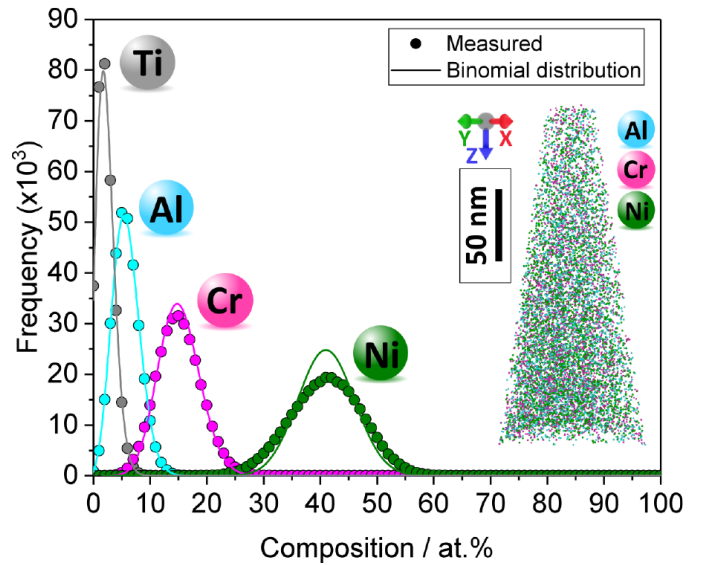 90
80
70
60
50
40
30
20
10
0
Frequency (x10³)
Ti
Al
Cr
Ni
Measured
Binomial distribution
Y
X
Z
50 nm
Al
Cr
Ni
0 10 20 30 40 50 60 70 80 90 100
Composition / at.%